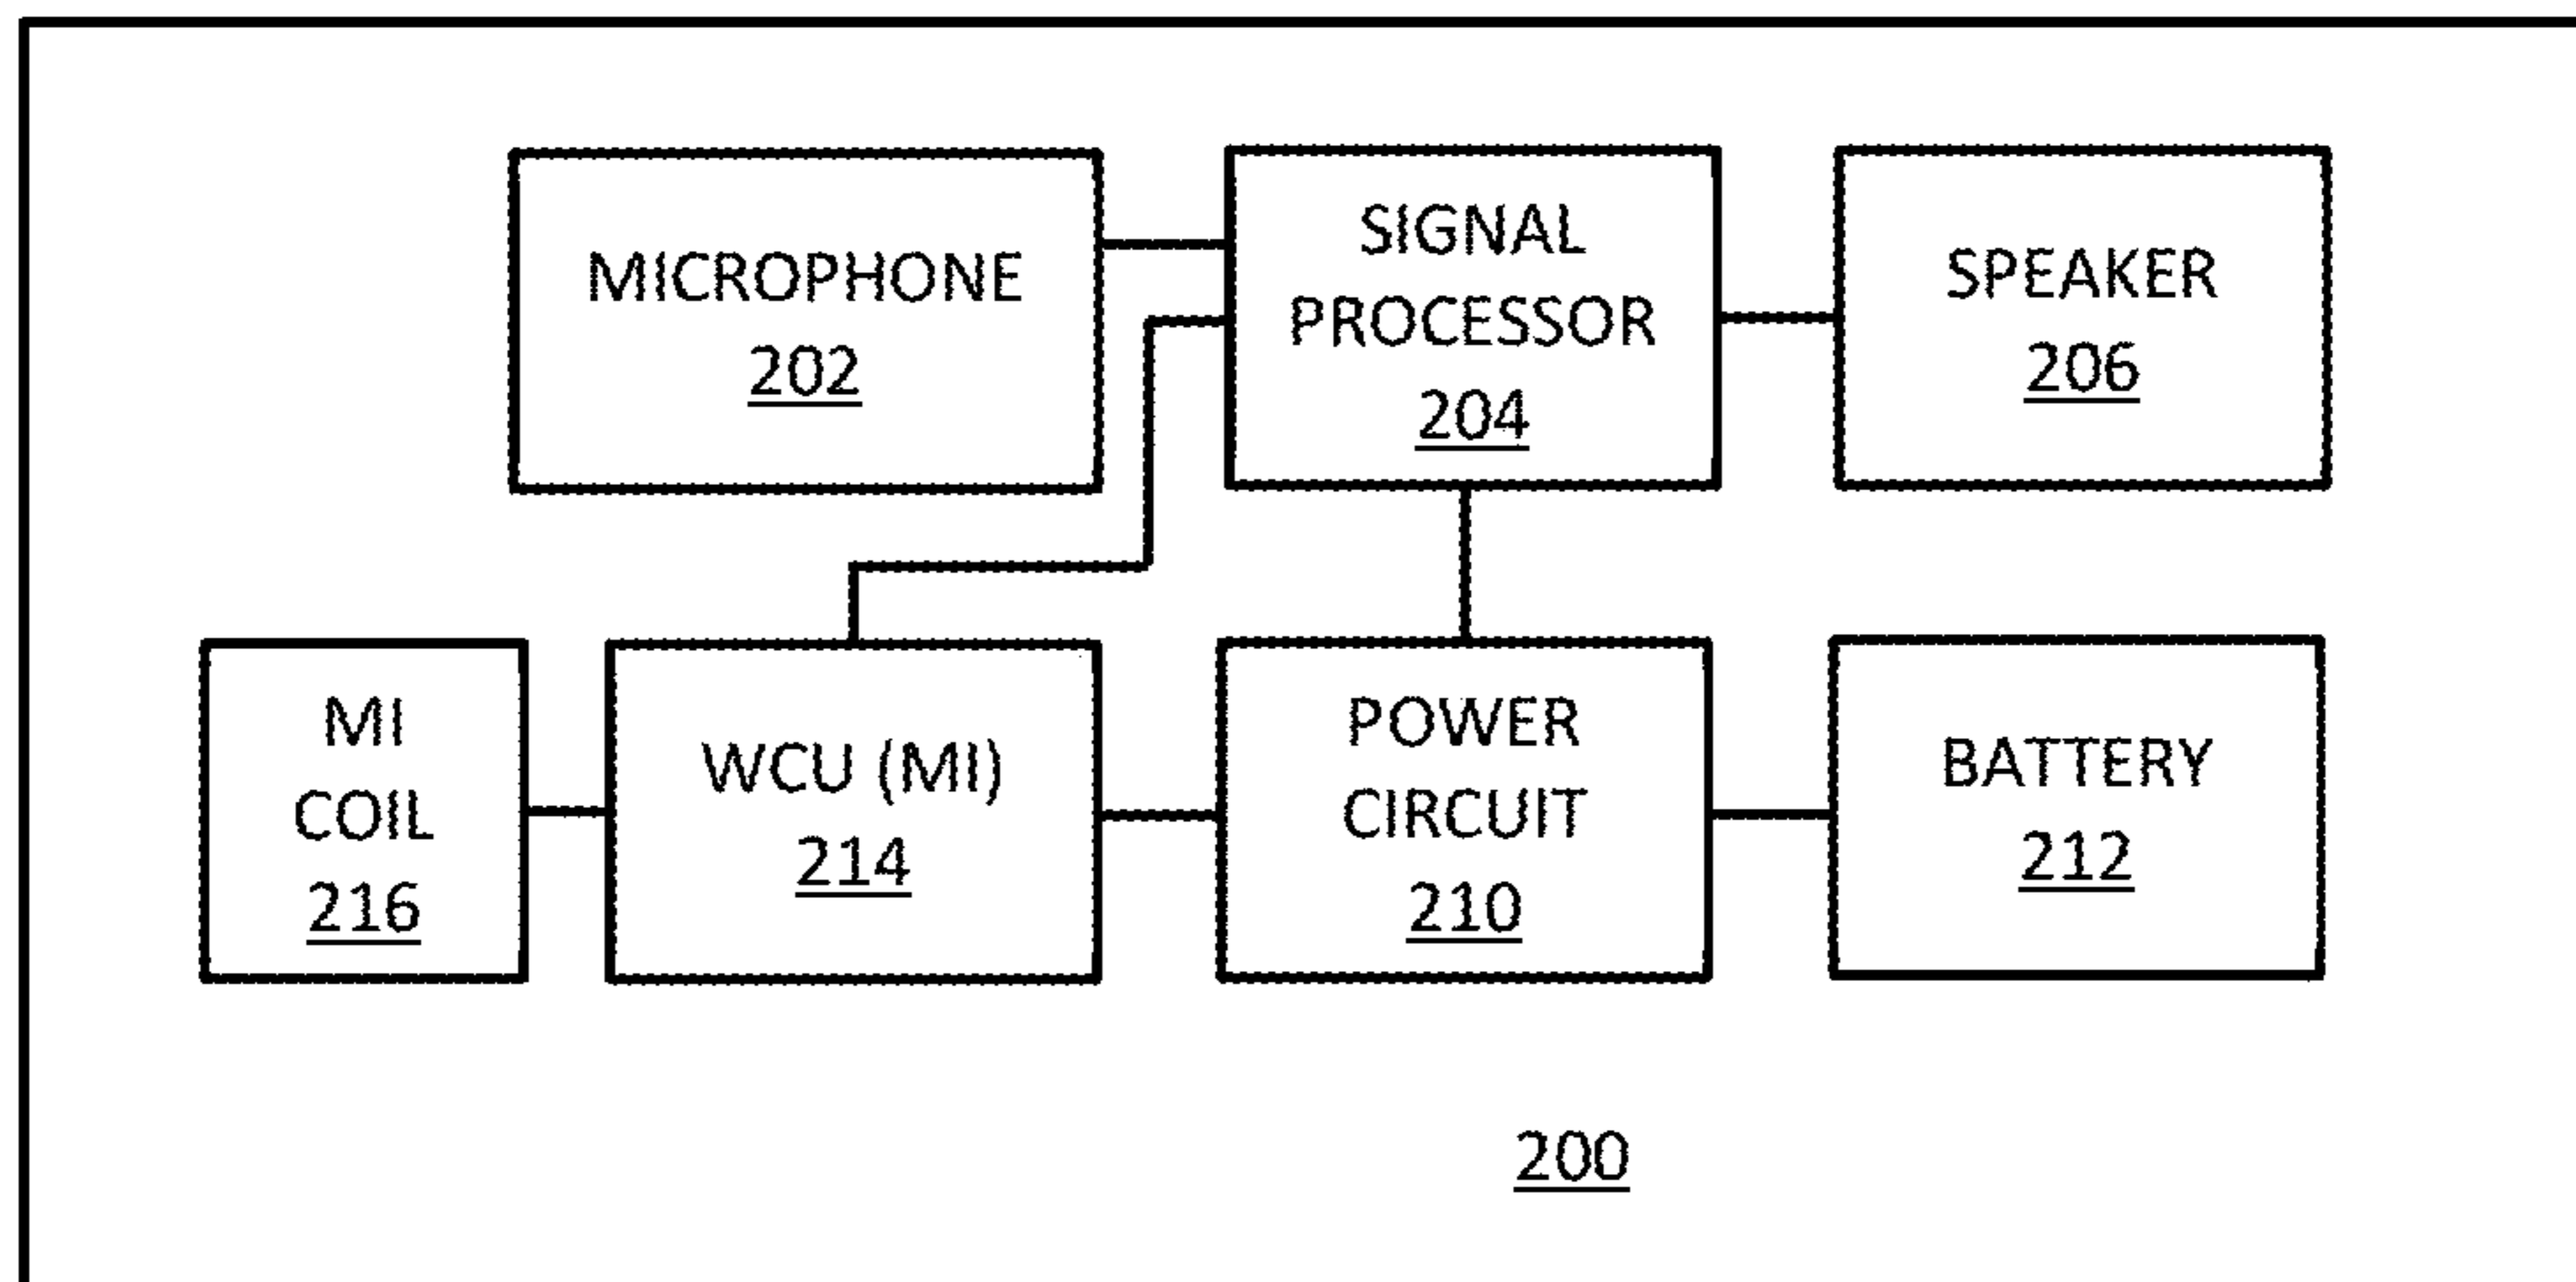 MICROPHONE
202
SIGNAL
PROCESSOR
204
SPEAKER
206
MI
COIL
216
WCU (MI)
214
POWER
CIRCUIT
210
BATTERY
212
200